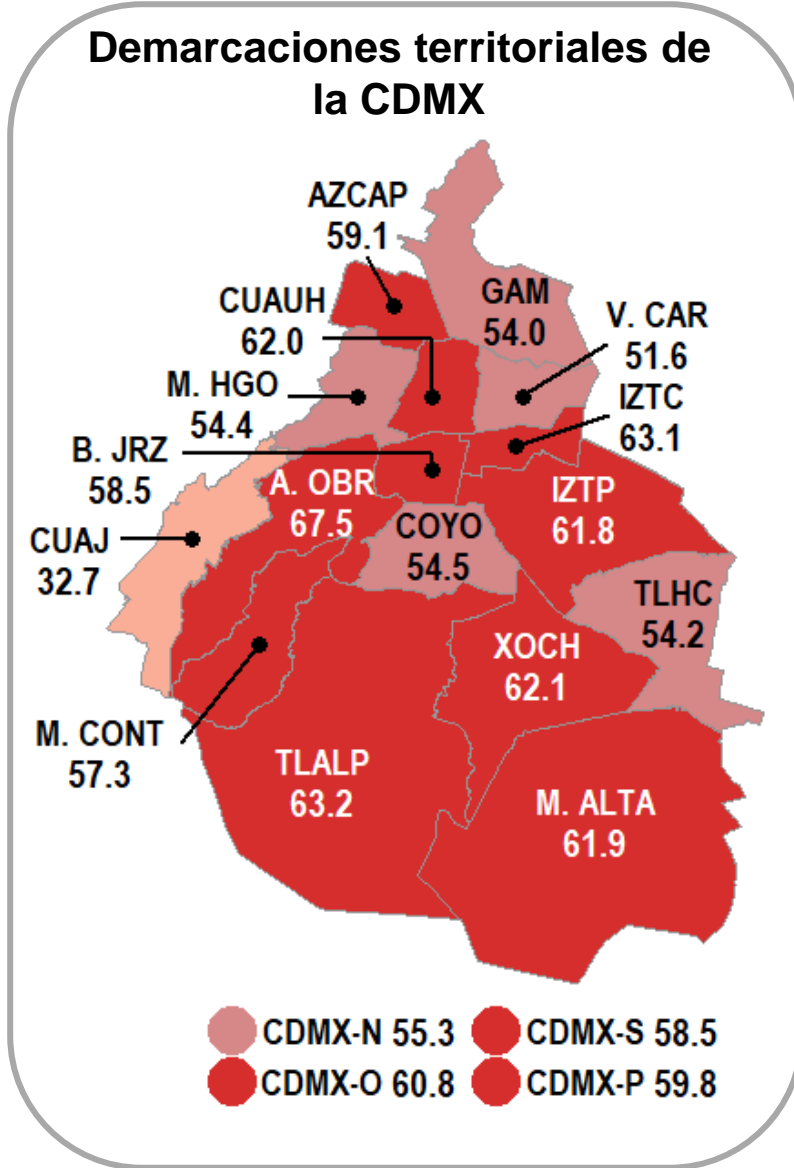 Demarcaciones territoriales de
la CDMX
AZCAP
59.1
GAM
54.0
CUAUH
62.0
V. CAR
51.6
M. HGO
54.4
IZTC
63.1
B. JRZ
58.5
A. OBR
67.5
IZTP
61.8
COYO
54.5
CUAJ
32.7
TLHC
54.2
XOCH
62.1
M. CONT
57.3
TLALP
63.2
M. ALTA
61.9
CDMX-N 55.3
CDMX-S 58.5
CDMX-O 60.8
CDMX-P 59.8